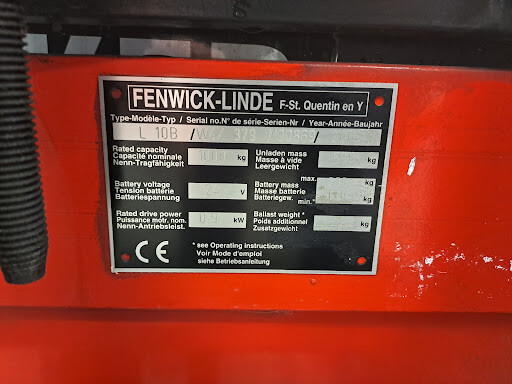 FENWICK-LINDE F-St. Quentin en Y
Type-Modèle-Typ / Serial no.N° de série-Serien-Nr / Year-Année-Baujahr
L 10B
Rated capacity
Capacité nominale kg
Nenn-Tragfähigkeit
Unladen mass
Masse à vide kg
Leergewicht
Battery voltage
Tension batterie V
Batteriespannung
Battery mass max. kg
Masse batterie
Batteriegew. min.* kg
Rated drive power
Puissance motr. nom. 0.9 kW
Nenn-Antriebsleist.
Ballast weight *
Poids additionnel kg
Zusatzgewicht
CE
* see Operating instructions
Voir Mode d'emploi
siehe Betriebsanleitung